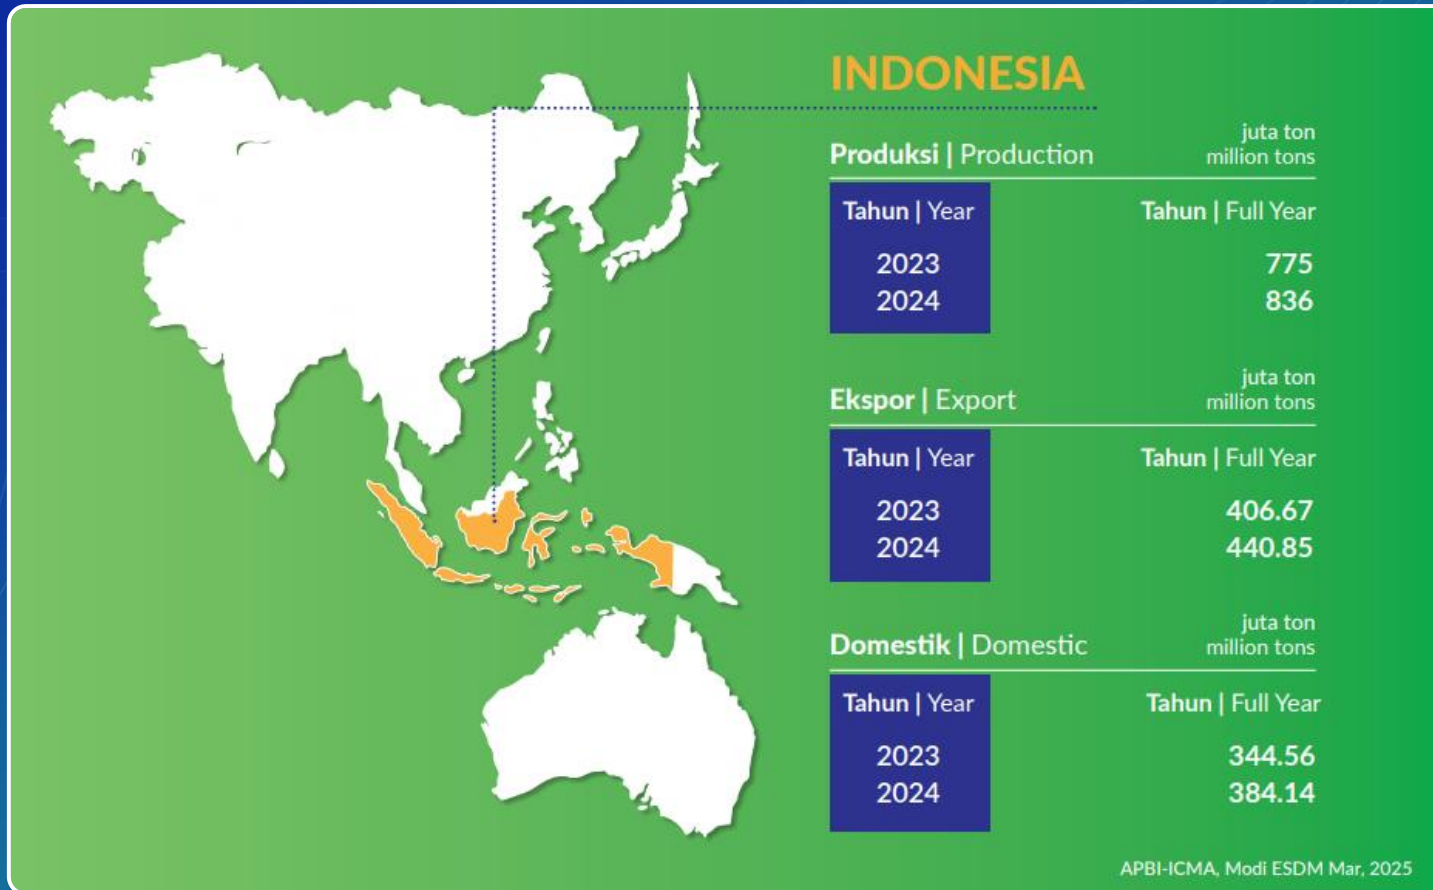 INDONESIA
juta ton
Produksi | Production million tons
Tahun | Year Tahun | Full Year
2023 775
2024 836
juta ton
Ekspor | Export million tons
Tahun | Year Tahun | Full Year
2023 406.67
2024 440.85
juta ton
Domestik | Domestic million tons
Tahun | Year Tahun | Full Year
2023 344.56
2024 384.14
APBI-ICMA, Modi ESDM Mar, 2025